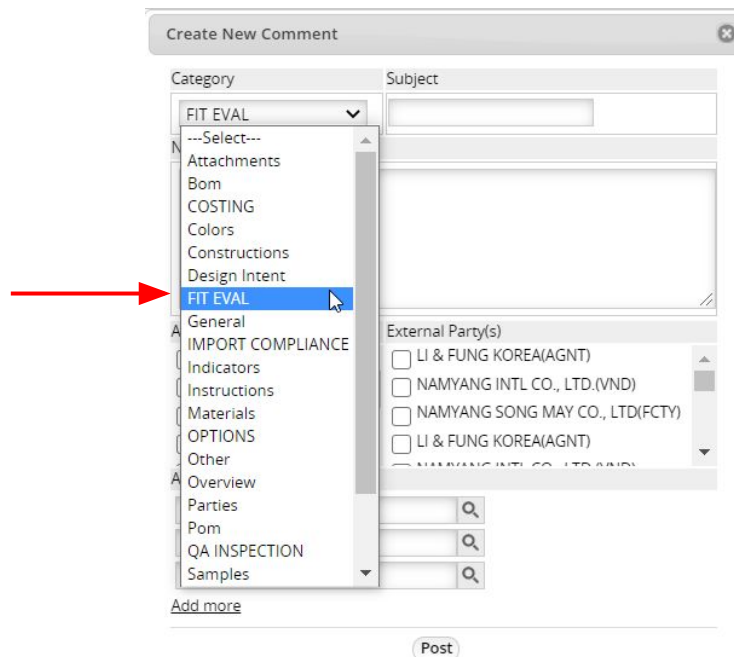 Create New Comment
Category Subject
FIT EVAL
---Select---
Attachments
Bom
COSTING
Colors
Constructions
Design Intent
FIT EVAL
General
IMPORT COMPLIANCE
Indicators
Instructions
Materials
OPTIONS
Other
Overview
Parties
Pom
QA INSPECTION
Samples
External Party(s)
LI & FUNG KOREA(AGNT)
NAMYANG INTL CO., LTD.(VND)
NAMYANG SONG MAY CO., LTD(FCTY)
LI & FUNG KOREA(AGNT)
Add more
Post